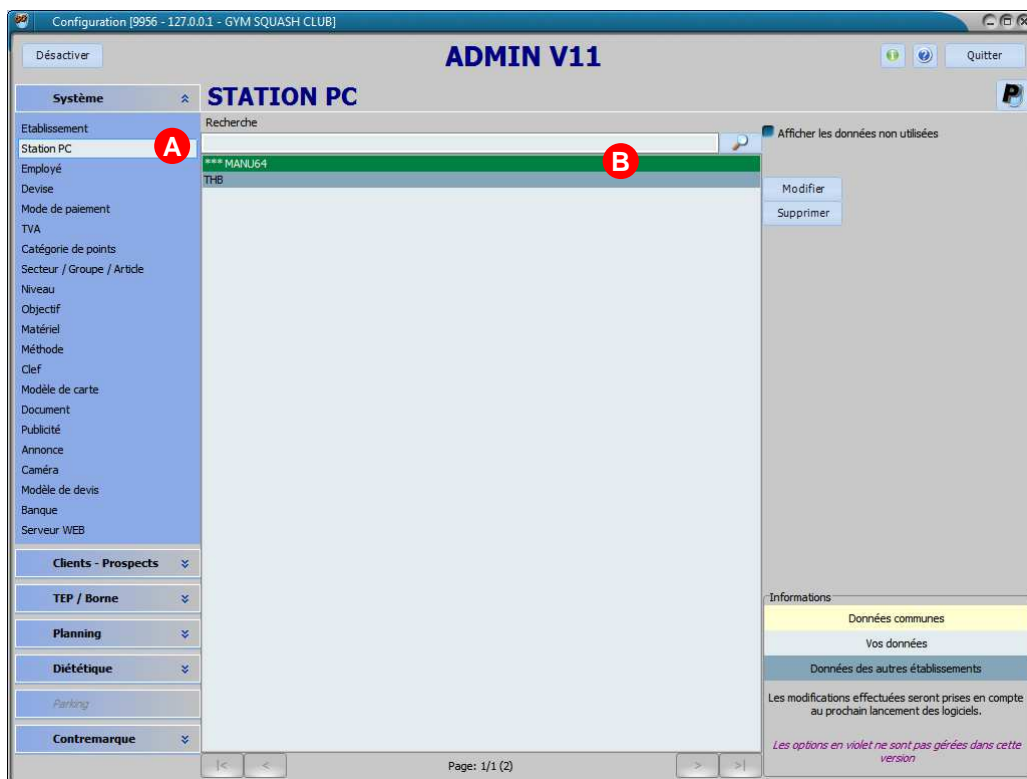 Configuration [9956 - 127.0.0.1 - GYM SQUASH CLUB]
Désactiver
ADMIN V11
Quitter
Système
STATION PC
Etablissement
Station PC
Employé
Devise
Mode de paiement
TVA
Catégorie de points
Secteur / Groupe / Article
Niveau
Objectif
Matériel
Méthode
Clef
Modèle de carte
Document
Publicité
Annonce
Caméra
Modèle de devis
Banque
Serveur WEB
Clients - Prospects
TEP / Borne
Planning
Diététique
Parking
Contremarque
A
Recherche
*** MANU64
B
THB
|< < Page: 1/1 (2) > >|
Afficher les données non utilisées
Modifier
Supprimer
Informations
Données communes
Vos données
Données des autres établissements
Les modifications effectuées seront prises en compte
au prochain lancement des logiciels.
Les options en violet ne sont pas gérées dans cette
version